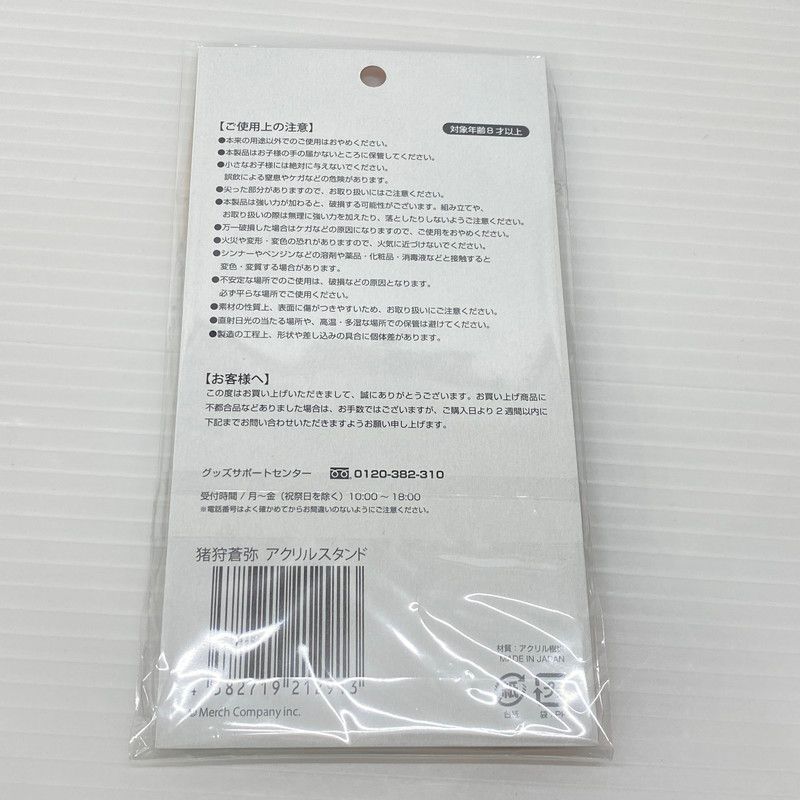 【ご使用上の注意】
対象年齢8才以上
●本来の用途以外でのご使用はおやめください。
●本製品はお子様の手の届かないところに保管してください。
●小さなお子様には絶対に与えないでください。
誤飲による窒息やケガなどの危険があります。
●尖った部分がありますので、お取り扱いにはご注意ください。
●本製品は強い力が加わると、破損する可能性がございます。組み立てや、
お取り扱いの際は無理に強い力を加えたり、落としたりしないようご注意ください。
●万一破損した場合はケガなどの原因になりますので、ご使用をおやめください。
●火災や変形・変色の恐れがありますので、火気に近づけないでください。
●シンナーやベンジンなどの溶剤や薬品・化粧品・消毒液などと接触すると
変色・変質する場合があります。
●不安定な場所でのご使用は、破損などの原因となります。
必ず平らな場所でご使用ください。
●素材の性質上、表面に傷がつきやすいため、お取り扱いにご注意ください。
●直射日光の当たる場所や、高温・多湿な場所での保管は避けてください。
●製造の工程上、形状や差し込みの具合に個体差があります。
【お客様へ】
この度はお買い上げいただきまして、誠にありがとうございます。お買い上げ商品に
不都合品などありました場合は、お手数ではございますが、ご購入日より2週間以内に
下記までお問い合わせいただきますようお願い申し上げます。
グッズサポートセンター 0120-382-310
受付時間/月～金（祝祭日を除く）10:00～18:00
※電話番号はよく確かめてからお間違いのないようにご注意ください。
猪狩蒼弥 アクリルスタンド
材質：アクリル樹脂
MADE IN JAPAN
紙
台紙
袋:PP
© Merch Company inc.